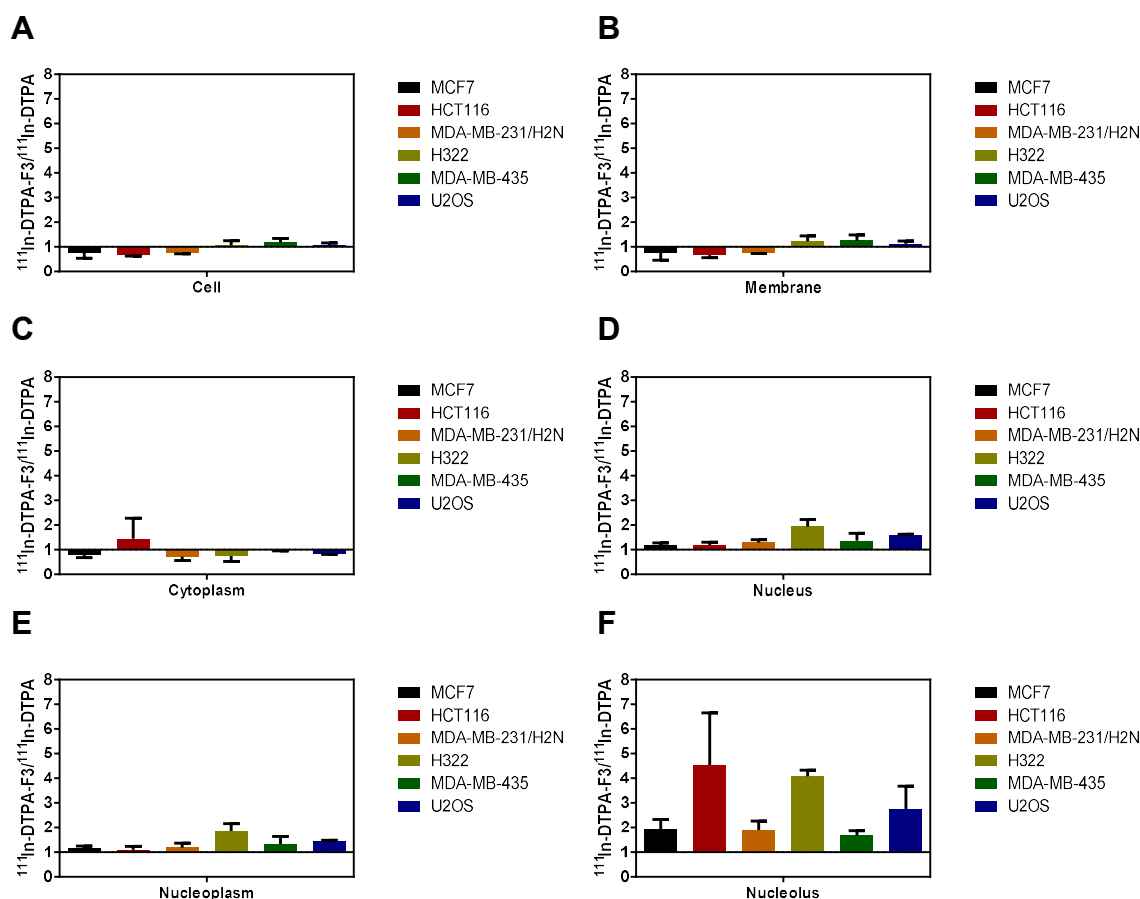 A
¹¹¹In-DTPA-F3/¹¹¹In-DTPA
8
7
6
5
4
3
2
1
0
Cell
MCF7
HCT116
MDA-MB-231/H2N
H322
MDA-MB-435
U2OS
B
¹¹¹In-DTPA-F3/¹¹¹In-DTPA
8
7
6
5
4
3
2
1
0
Membrane
MCF7
HCT116
MDA-MB-231/H2N
H322
MDA-MB-435
U2OS
C
¹¹¹In-DTPA-F3/¹¹¹In-DTPA
8
7
6
5
4
3
2
1
0
Cytoplasm
MCF7
HCT116
MDA-MB-231/H2N
H322
MDA-MB-435
U2OS
D
¹¹¹In-DTPA-F3/¹¹¹In-DTPA
8
7
6
5
4
3
2
1
0
Nucleus
MCF7
HCT116
MDA-MB-231/H2N
H322
MDA-MB-435
U2OS
E
¹¹¹In-DTPA-F3/¹¹¹In-DTPA
8
7
6
5
4
3
2
1
0
Nucleoplasm
MCF7
HCT116
MDA-MB-231/H2N
H322
MDA-MB-435
U2OS
F
¹¹¹In-DTPA-F3/¹¹¹In-DTPA
8
7
6
5
4
3
2
1
0
Nucleolus
MCF7
HCT116
MDA-MB-231/H2N
H322
MDA-MB-435
U2OS